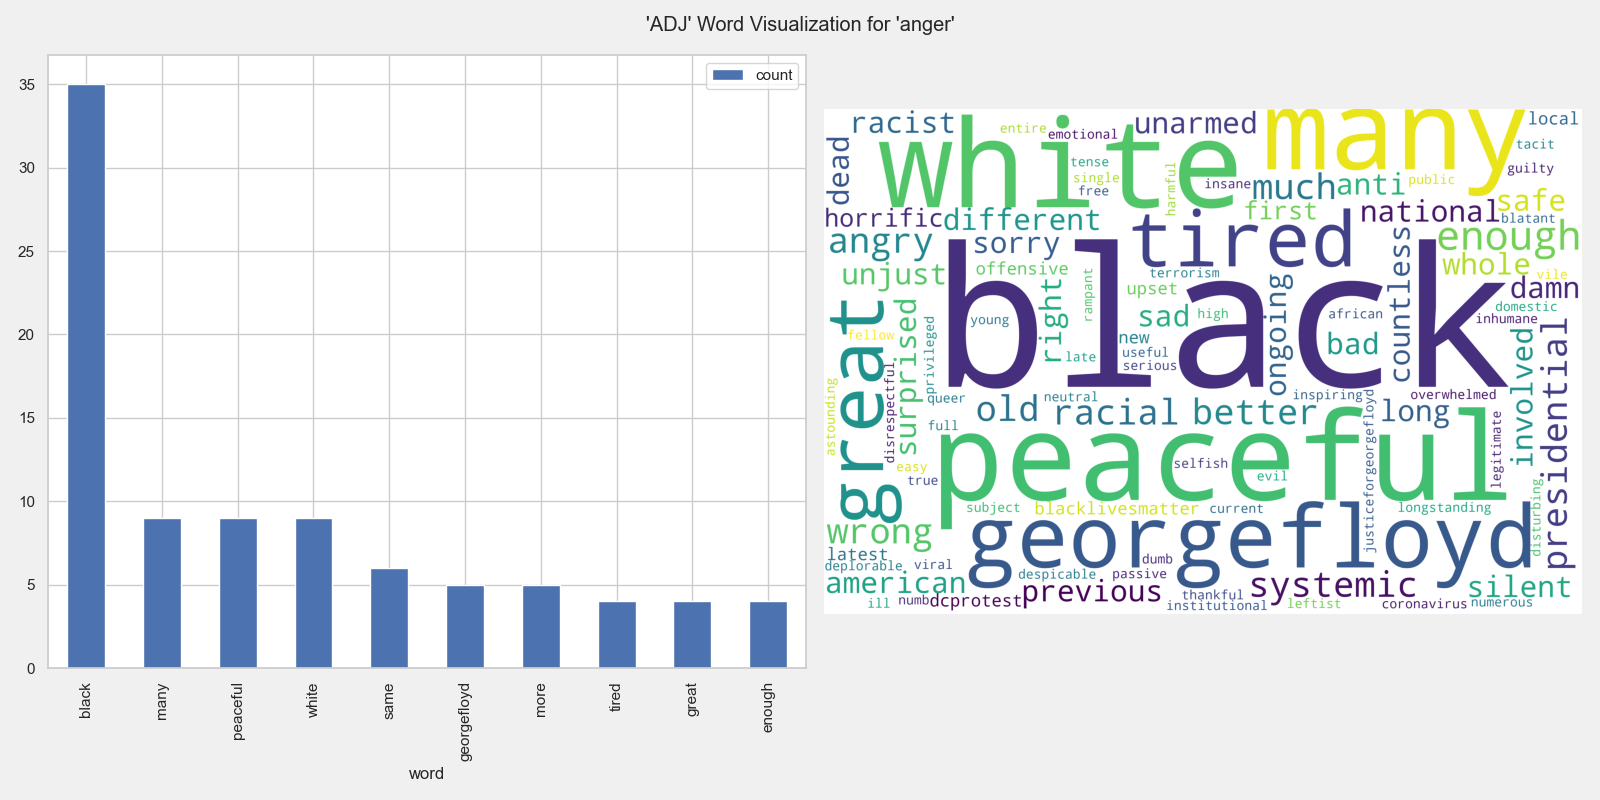 'ADJ' Word Visualization for 'anger'
count
35
30
25
20
15
10
5
0
black
many
peaceful
white
same
georgefloyd
more
tired
great
enough
word
racist
entire
emotional
unarmed
many
local
white
tacit
dead
tense
single
free
harmful
insane
much
anti
public
guilty
safe
horrific
different
first
national
blatant
angry
sorry
tired
countless
enough
unjust
offensive
rampant
terrorism
upset
whole
vile
damn
great
fellow
surprised
privileged
young
right
black
sad
high
ongoing
african
domestic
inhumane
new
useful
serious
late
bad
involved
presidential
astounding
disrespectful
queer
neutral
inspiring
overwhelmed
old
racial
better
justiceforgeorgefloyd
long
legitimate
full
peaceful
easy
true
selfish
evil
wrong
subject
blacklivesmatter
current
longstanding
disturbing
georgefloyd
latest
deplorable
viral
despicable
dumb
passive
american
previous
thankful
systemic
silent
ill
numb
dcprotest
institutional
leftist
coronavirus
numerous